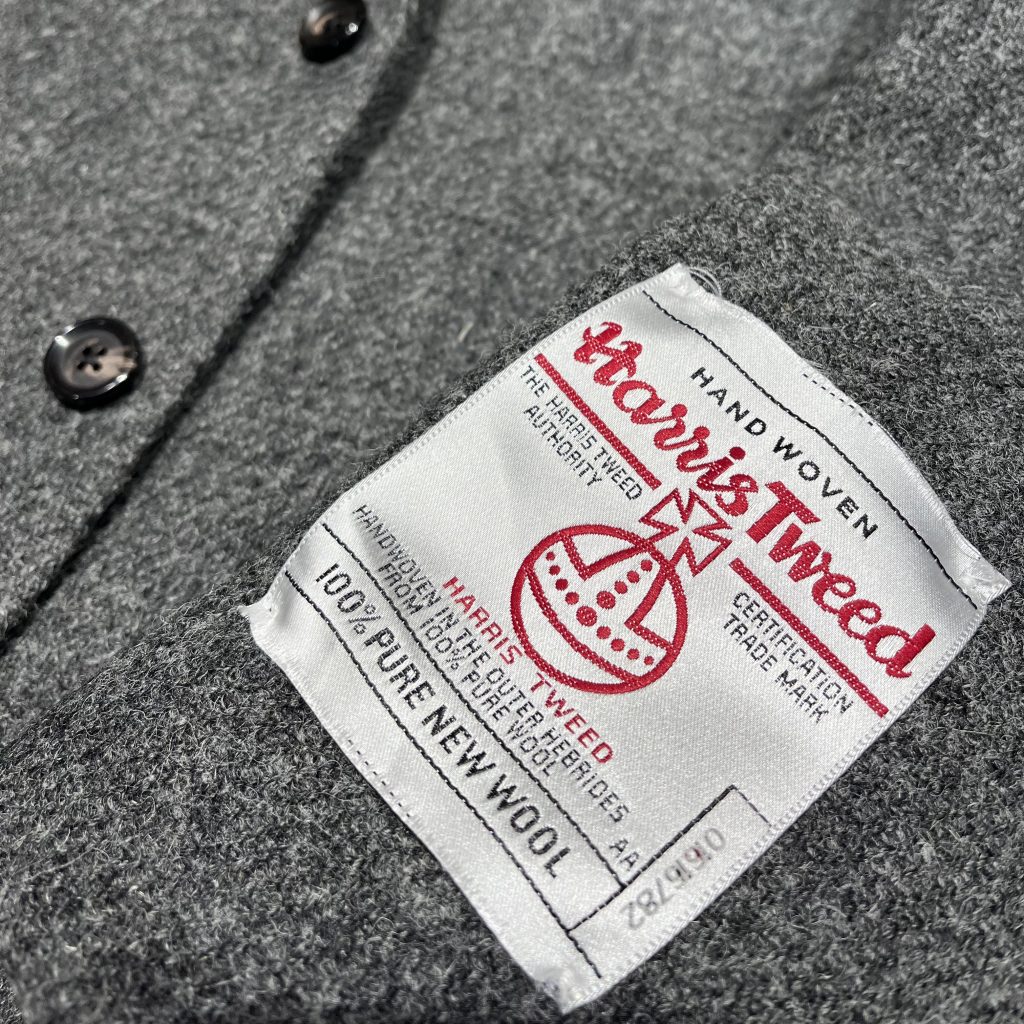 HAND WOVEN
Harris Tweed
THE HARRIS TWEED
AUTHORITY
CERTIFICATION
TRADE MARK
HARRIS TWEED
HANDWOVEN IN THE OUTER HEBRIDES
FROM 100% PURE WOOL
AA
0616782
100% PURE NEW WOOL